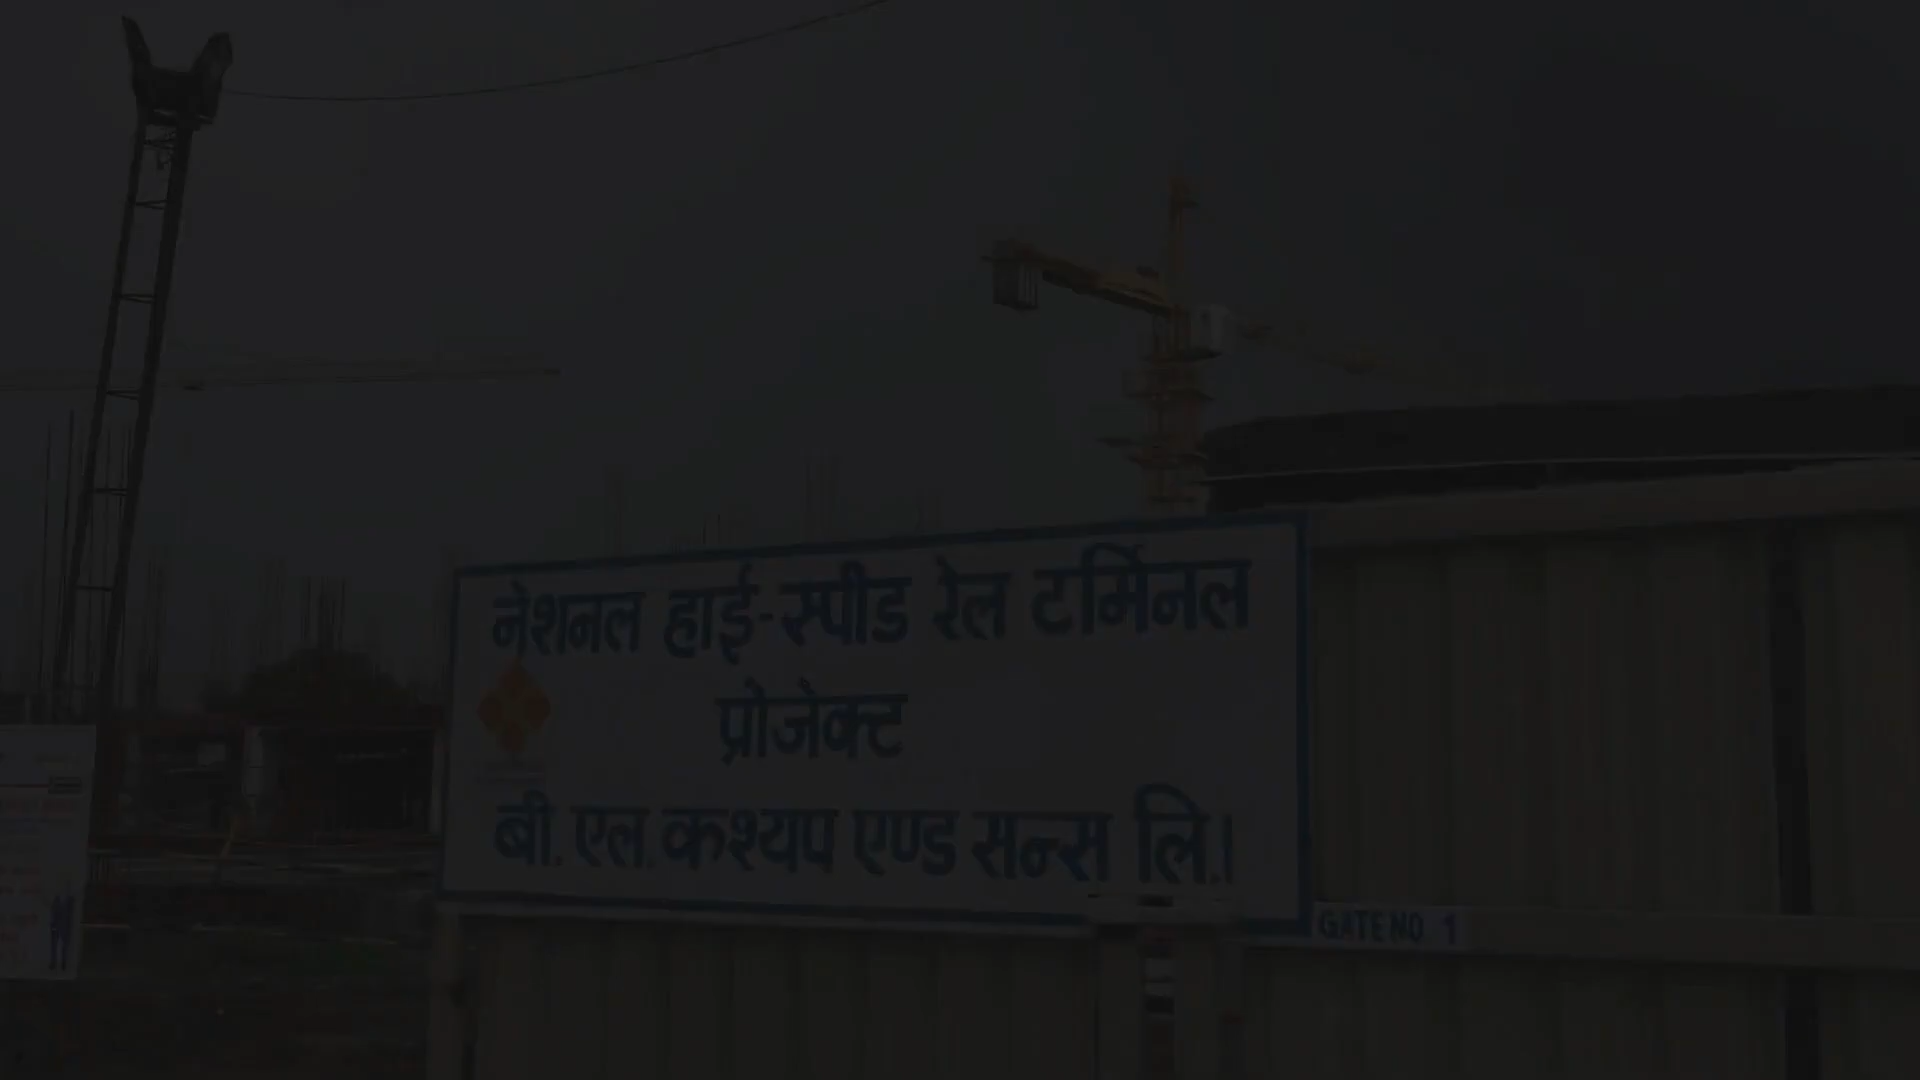 नेशनल हाई-स्पीड रेल टर्मिनल
प्रोजेक्ट
बी. एल. कश्यप एण्ड सन्स लि.।
GATE NO 1